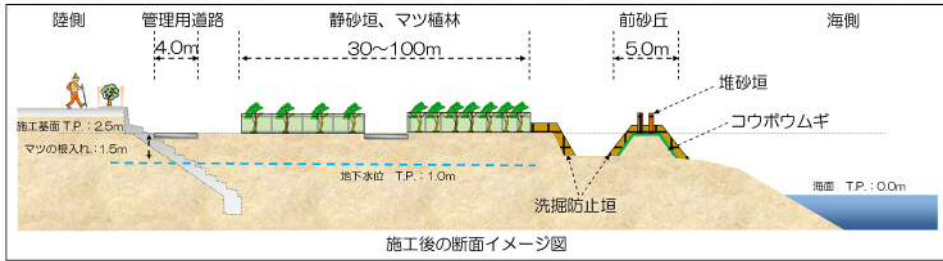 陸側 管理用道路 静砂垣、マツ植林 前砂丘 海側
4.0m 30～100m 5.0m
堆砂垣
施工基面 T.P.：2.5m コウボウムギ
マツの根入れ：1.5m
地下水位 T.P.：1.0m 海面 T.P.：0.0m
洗掘防止垣
施工後の断面イメージ図